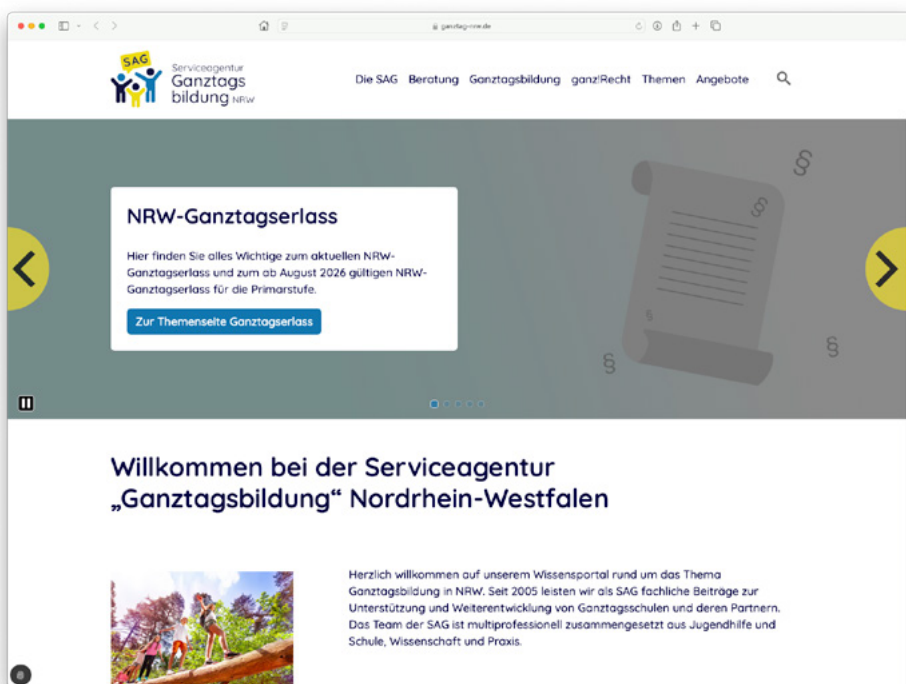 ganztag-nrw.de
SAG
Serviceagentur
Ganztags
bildung NRW
Die SAG Beratung Ganztagsbildung ganz!Recht Themen Angebote
NRW-Ganztagserlass
Hier finden Sie alles Wichtige zum aktuellen NRW-
Ganztagserlass und zum ab August 2026 gültigen NRW-
Ganztagserlass für die Primarstufe.
Zur Themenseite Ganztagserlass
§
§
§
§
§
Willkommen bei der Serviceagentur
„Ganztagsbildung“ Nordrhein-Westfalen
Herzlich willkommen auf unserem Wissensportal rund um das Thema
Ganztagsbildung in NRW. Seit 2005 leisten wir als SAG fachliche Beiträge zur
Unterstützung und Weiterentwicklung von Ganztagsschulen und deren Partnern.
Das Team der SAG ist multiprofessionell zusammengesetzt aus Jugendhilfe und
Schule, Wissenschaft und Praxis.